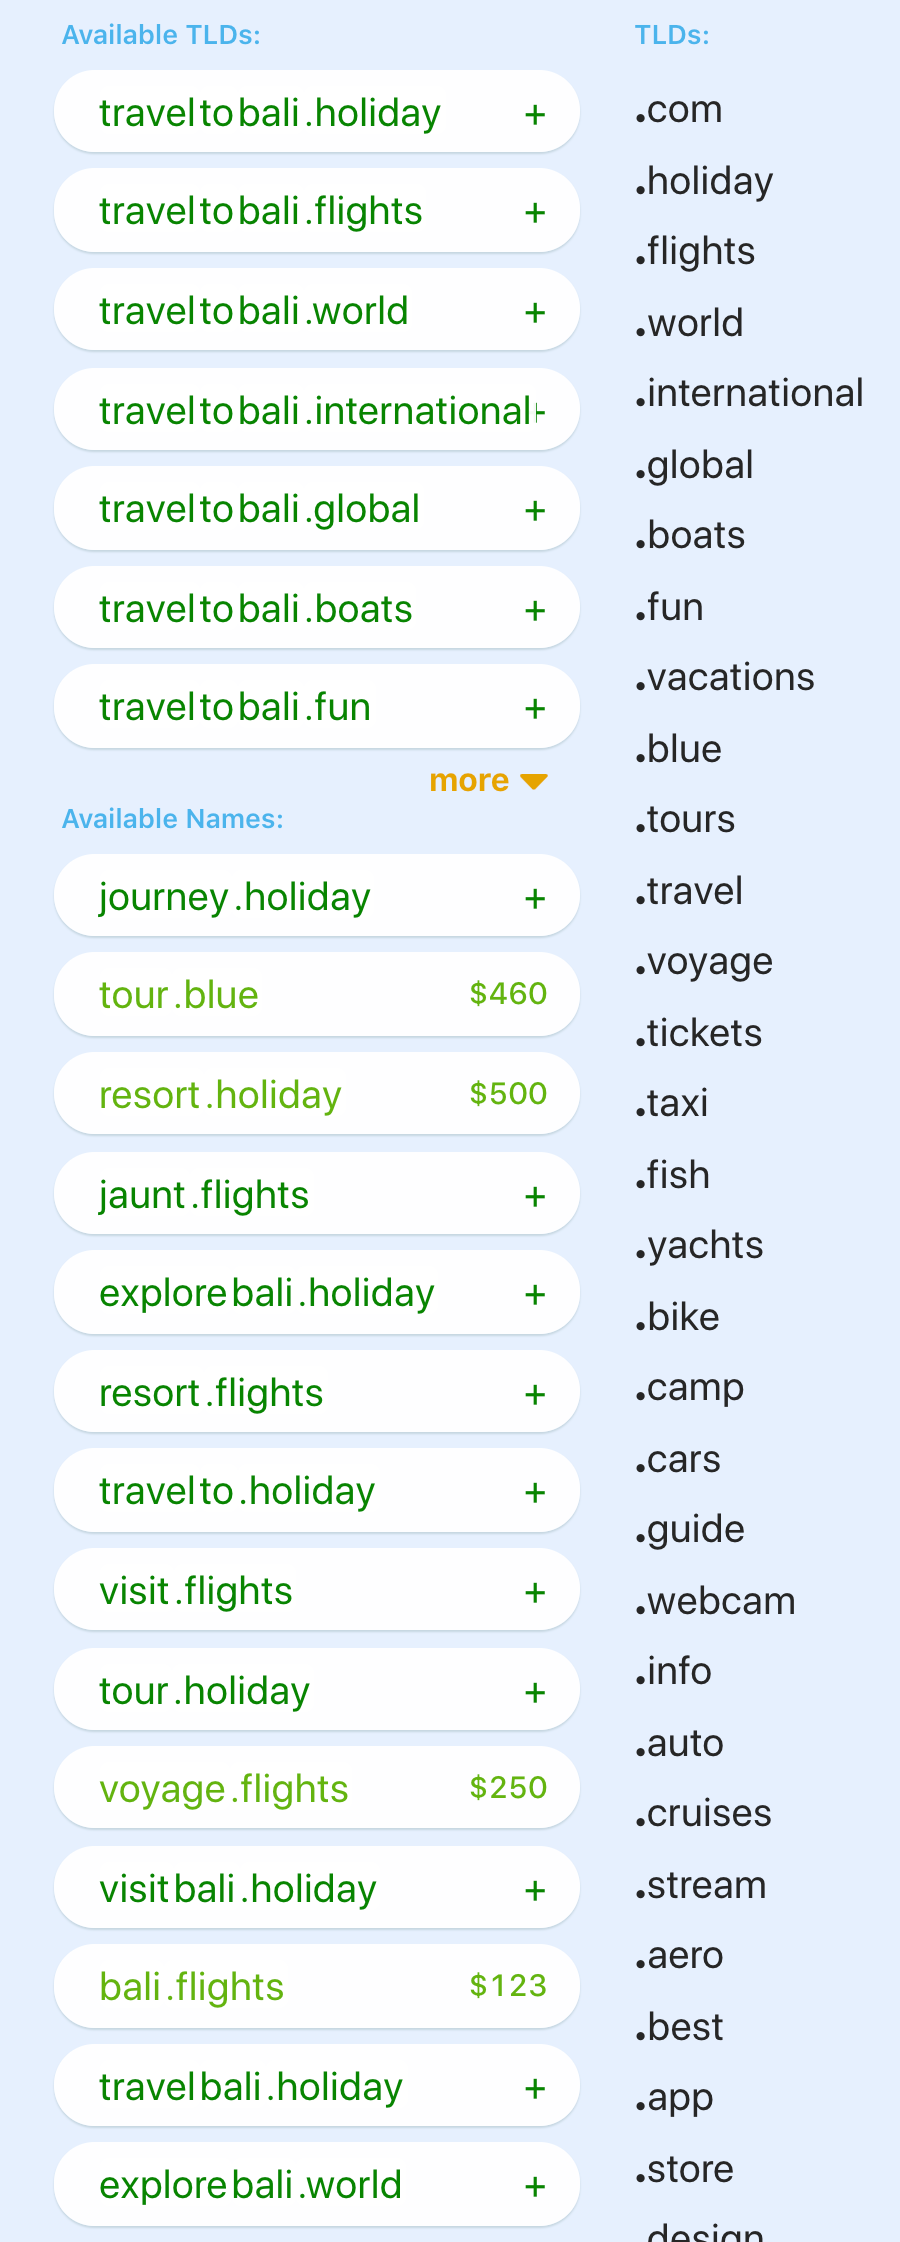 Available TLDs:
traveltobali.holiday +
traveltobali.flights +
traveltobali.world +
traveltobali.international+
traveltobali.global +
traveltobali.boats +
traveltobali.fun +
more
Available Names:
journey.holiday +
tour.blue $460
resort.holiday $500
jaunt.flights +
explorebali.holiday +
resort.flights +
travelto.holiday +
visit.flights +
tour.holiday +
voyage.flights $250
visitbali.holiday +
bali.flights $123
travelbali.holiday +
explorebali.world +
TLDs:
.com
.holiday
.flights
.world
.international
.global
.boats
.fun
.vacations
.blue
.tours
.travel
.voyage
.tickets
.taxi
.fish
.yachts
.bike
.camp
.cars
.guide
.webcam
.info
.auto
.cruises
.stream
.aero
.best
.app
.store
.design